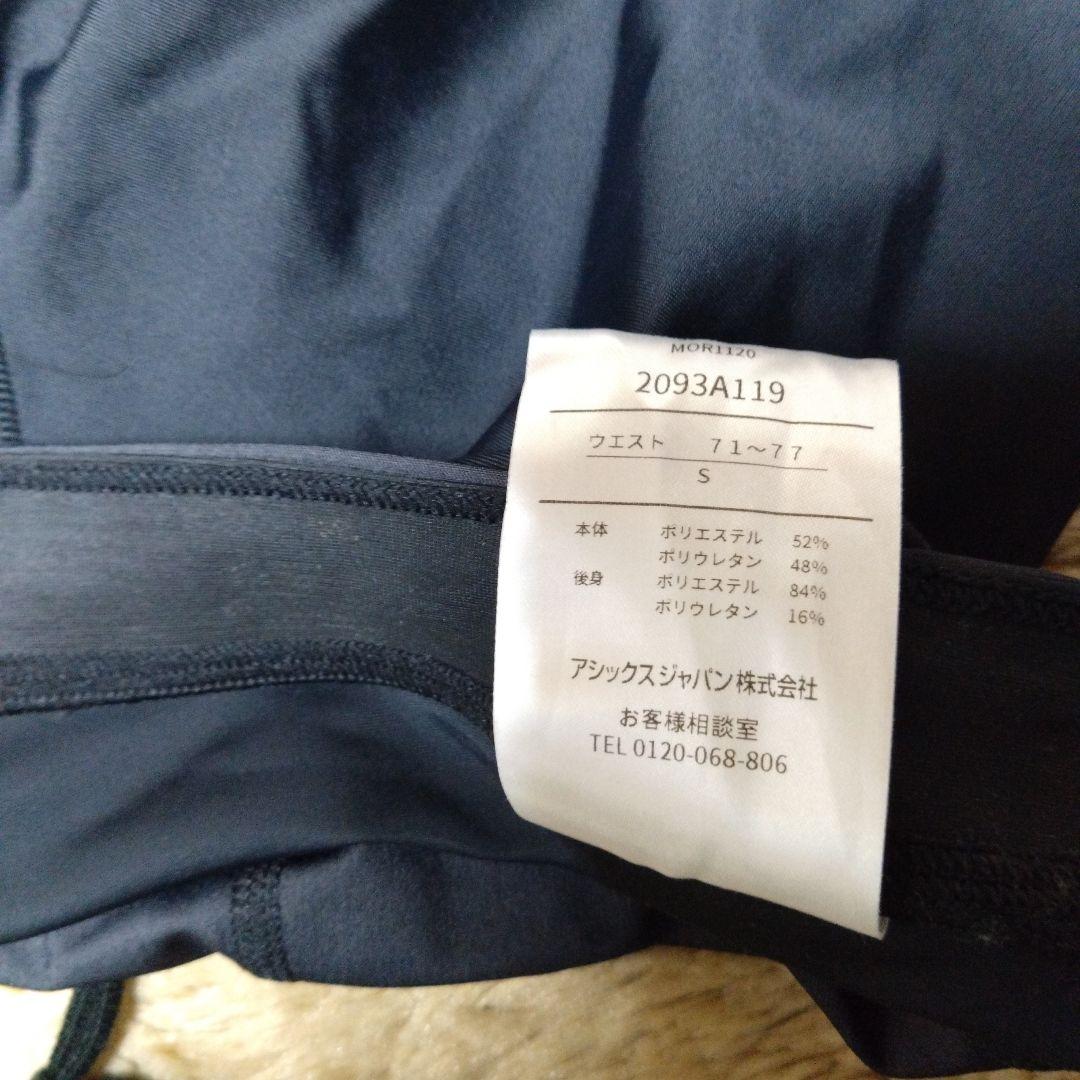 MOR1120
2093A119
ウエスト 71～77
S
本体 ポリエステル 52%
ポリウレタン 48%
後身 ポリエステル 84%
ポリウレタン 16%
アシックスジャパン株式会社
お客様相談室
TEL 0120-068-806